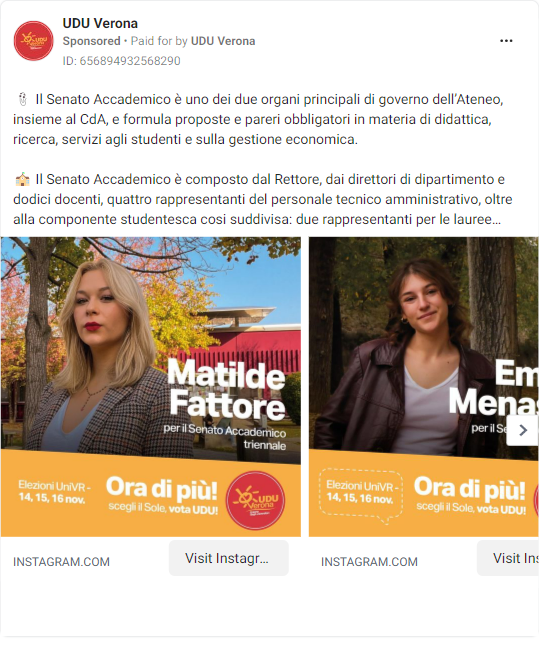 UDU Verona
Sponsored • Paid for by UDU Verona
ID: 656894932568290
Il Senato Accademico è uno dei due organi principali di governo dell'Ateneo,
insieme al CdA, e formula proposte e pareri obbligatori in materia di didattica,
ricerca, servizi agli studenti e sulla gestione economica.
Il Senato Accademico è composto dal Rettore, dai direttori di dipartimento e
dodici docenti, quattro rappresentanti del personale tecnico amministrativo, oltre
alla componente studentesca cosi suddivisa: due rappresentanti per le lauree...
Matilde
Fattore
per il Senato Accademico
triennale
Elezioni UniVR -
14, 15, 16 nov.
Ora di più!
scegli il Sole, vota UDU!
UDU
Verona
INSTAGRAM.COM
Visit Instagr...
Em
Menas
per il Se
Elezioni UniVR -
14, 15, 16 nov.
Ora di più!
scegli il Sole, vota UDU!
INSTAGRAM.COM
Visit Ins